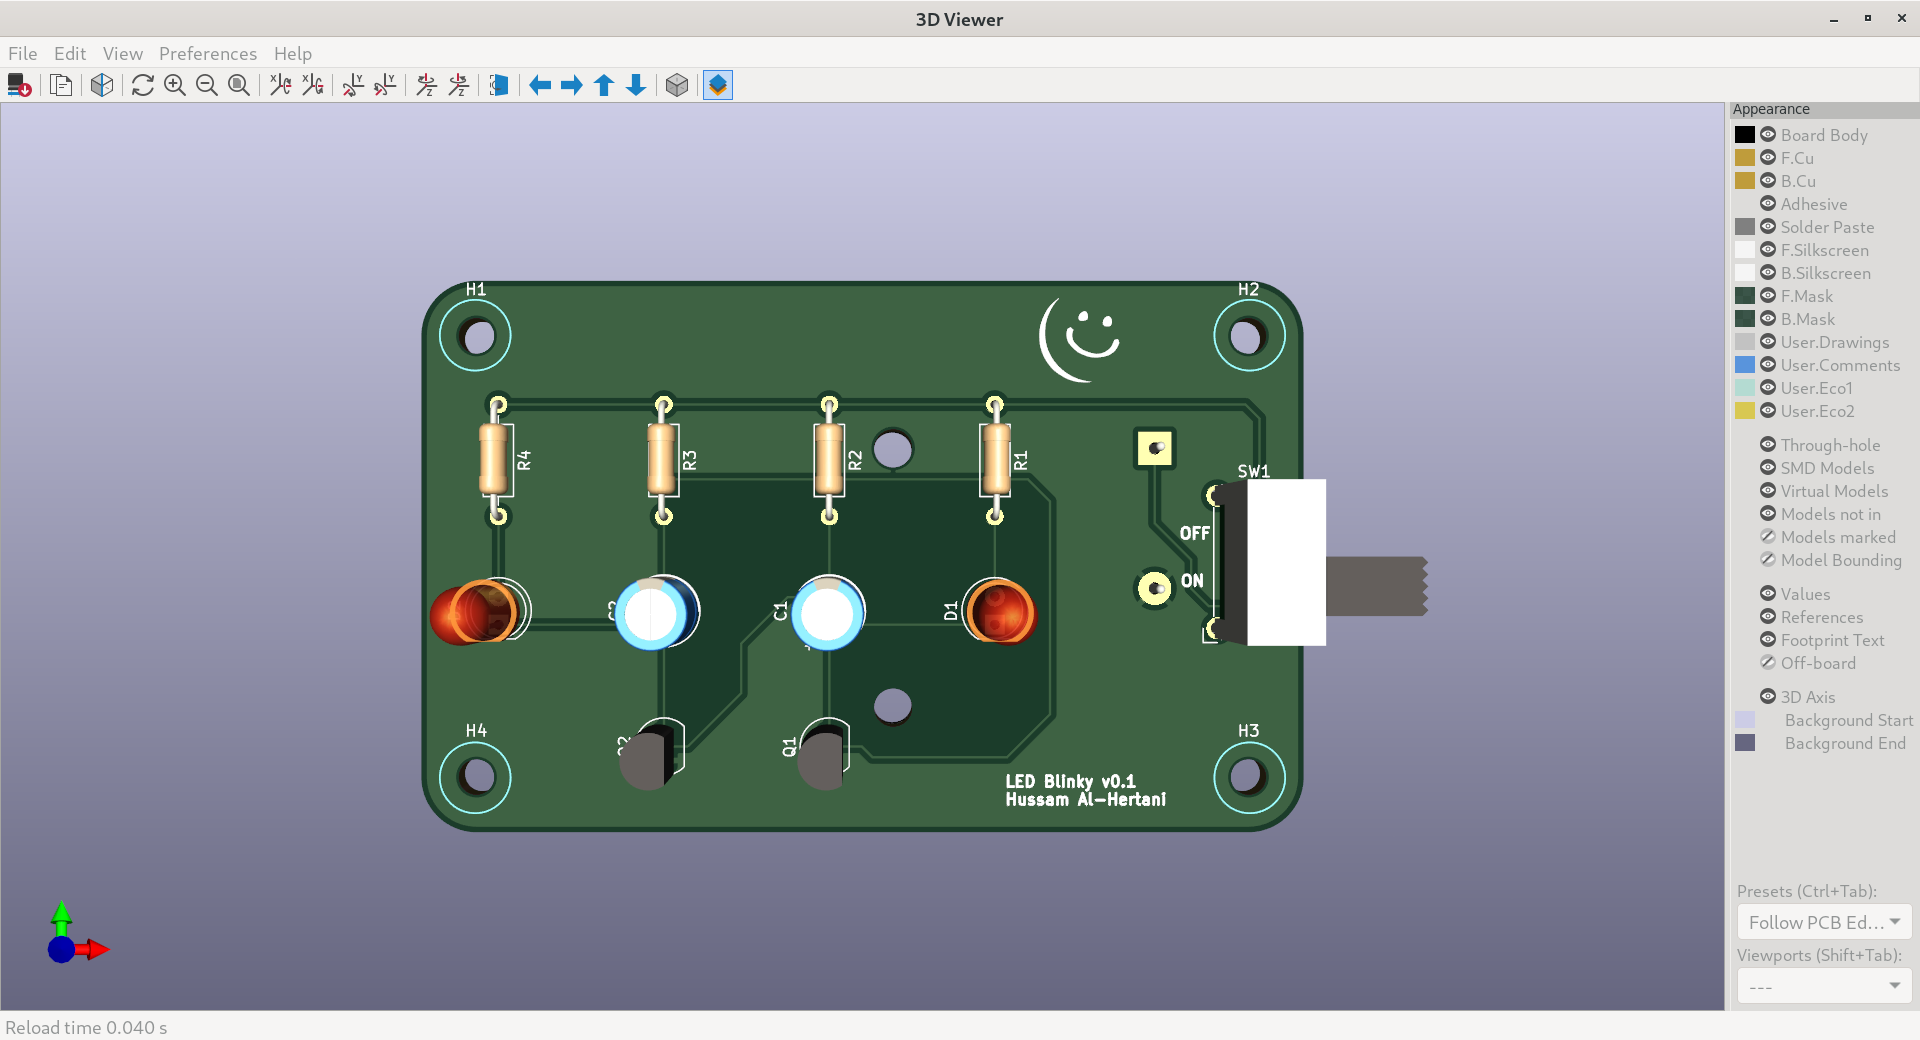 3D Viewer
File Edit View Preferences Help
Appearance
Board Body
F.Cu
B.Cu
Adhesive
Solder Paste
F.Silkscreen
B.Silkscreen
F.Mask
B.Mask
User.Drawings
User.Comments
User.Eco1
User.Eco2
Through-hole
SMD Models
Virtual Models
Models not in
Models marked
Model Bounding
Values
References
Footprint Text
Off-board
3D Axis
Background Start
Background End
Presets (Ctrl+Tab):
Follow PCB Ed...
Viewports (Shift+Tab):
---
H1
H2
R4
R3
R2
R1
SW1
OFF
ON
C1
D1
H4
Q1
H3
LED Blinky v0.1
Hussam Al-Hertani
Reload time 0.040 s